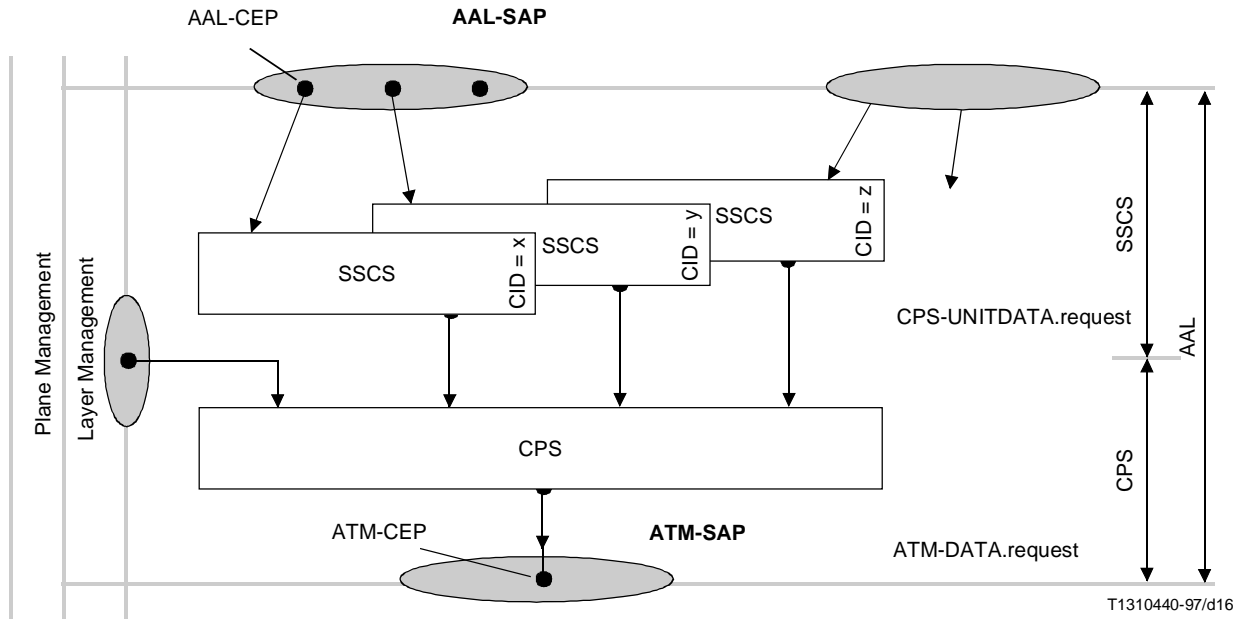 AAL-CEP
AAL-SAP
SSCS
CID = z
SSCS
CID = y
SSCS
CID = x
SSCS
CPS-UNITDATA.request
AAL
Plane Management
Layer Management
CPS
CPS
ATM-CEP
ATM-SAP
ATM-DATA.request
T1310440-97/d16